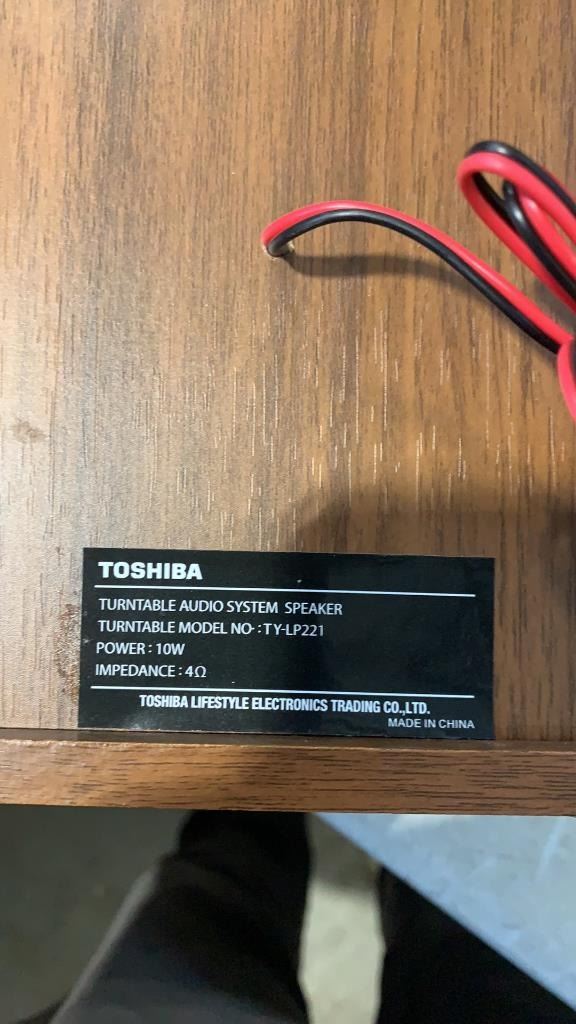 TOSHIBA
TURNTABLE AUDIO SYSTEM SPEAKER
TURNTABLE MODEL NO·:TY-LP221
POWER : 10W
IMPEDANCE : 4Ω
TOSHIBA LIFESTYLE ELECTRONICS TRADING CO.,LTD.
MADE IN CHINA